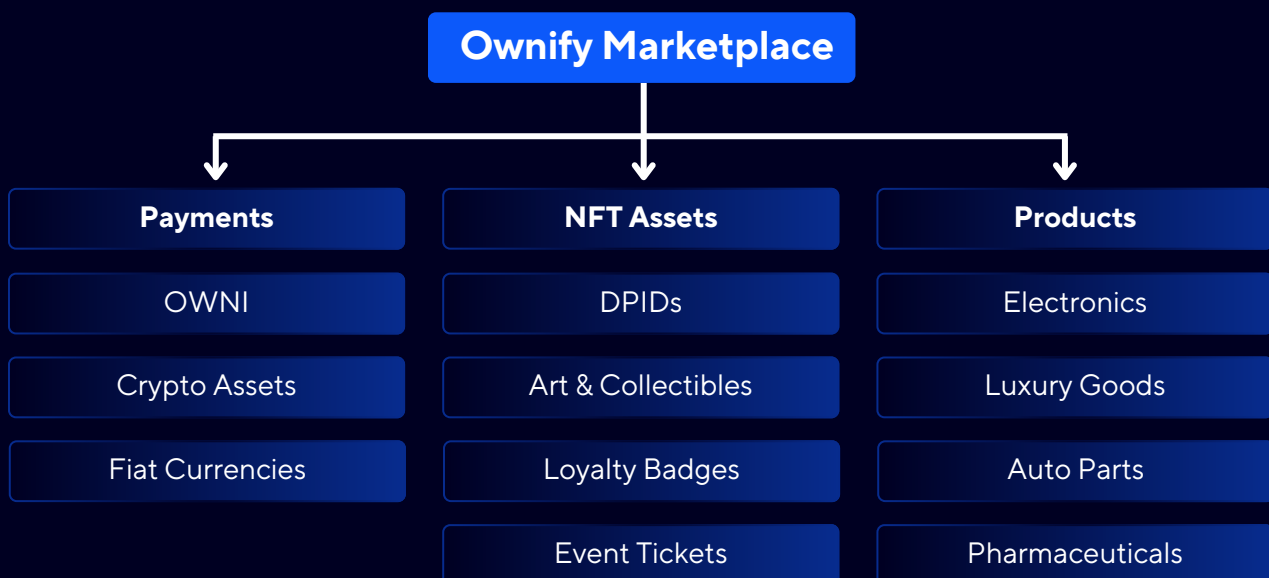 Ownify Marketplace
Payments
OWNI
Crypto Assets
Fiat Currencies
NFT Assets
DPIDs
Art & Collectibles
Loyalty Badges
Event Tickets
Products
Electronics
Luxury Goods
Auto Parts
Pharmaceuticals